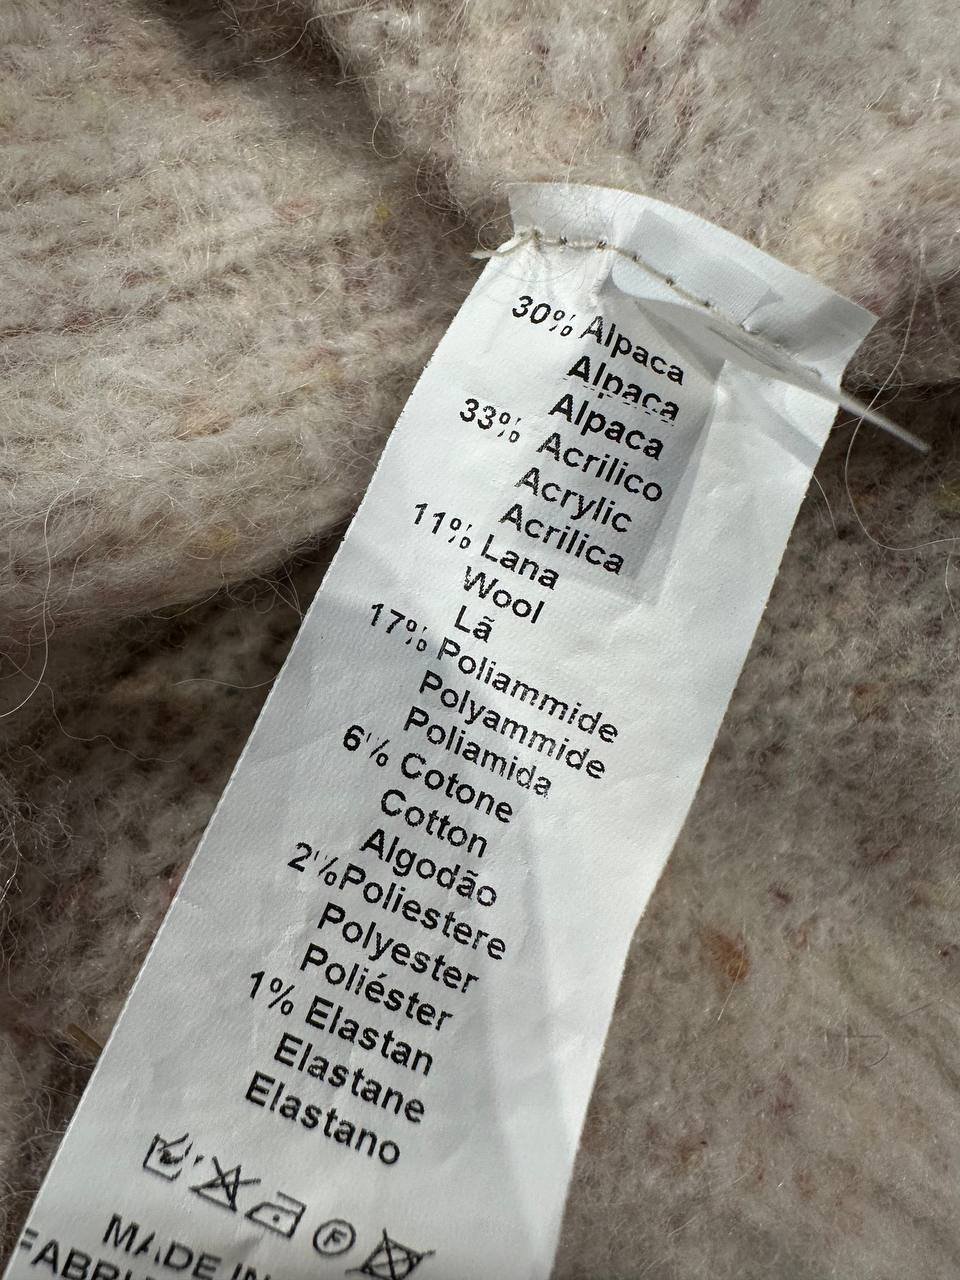 30% Alpaca
Alpaca
Alpaca
33% Acrilico
Acrylic
Acrilica
11% Lana
Wool
Lã
17% Poliammide
Polyammide
Poliamida
6% Cotone
Cotton
Algodão
2% Poliestere
Polyester
Poliéster
1% Elastan
Elastane
Elastano
F
MADE IN